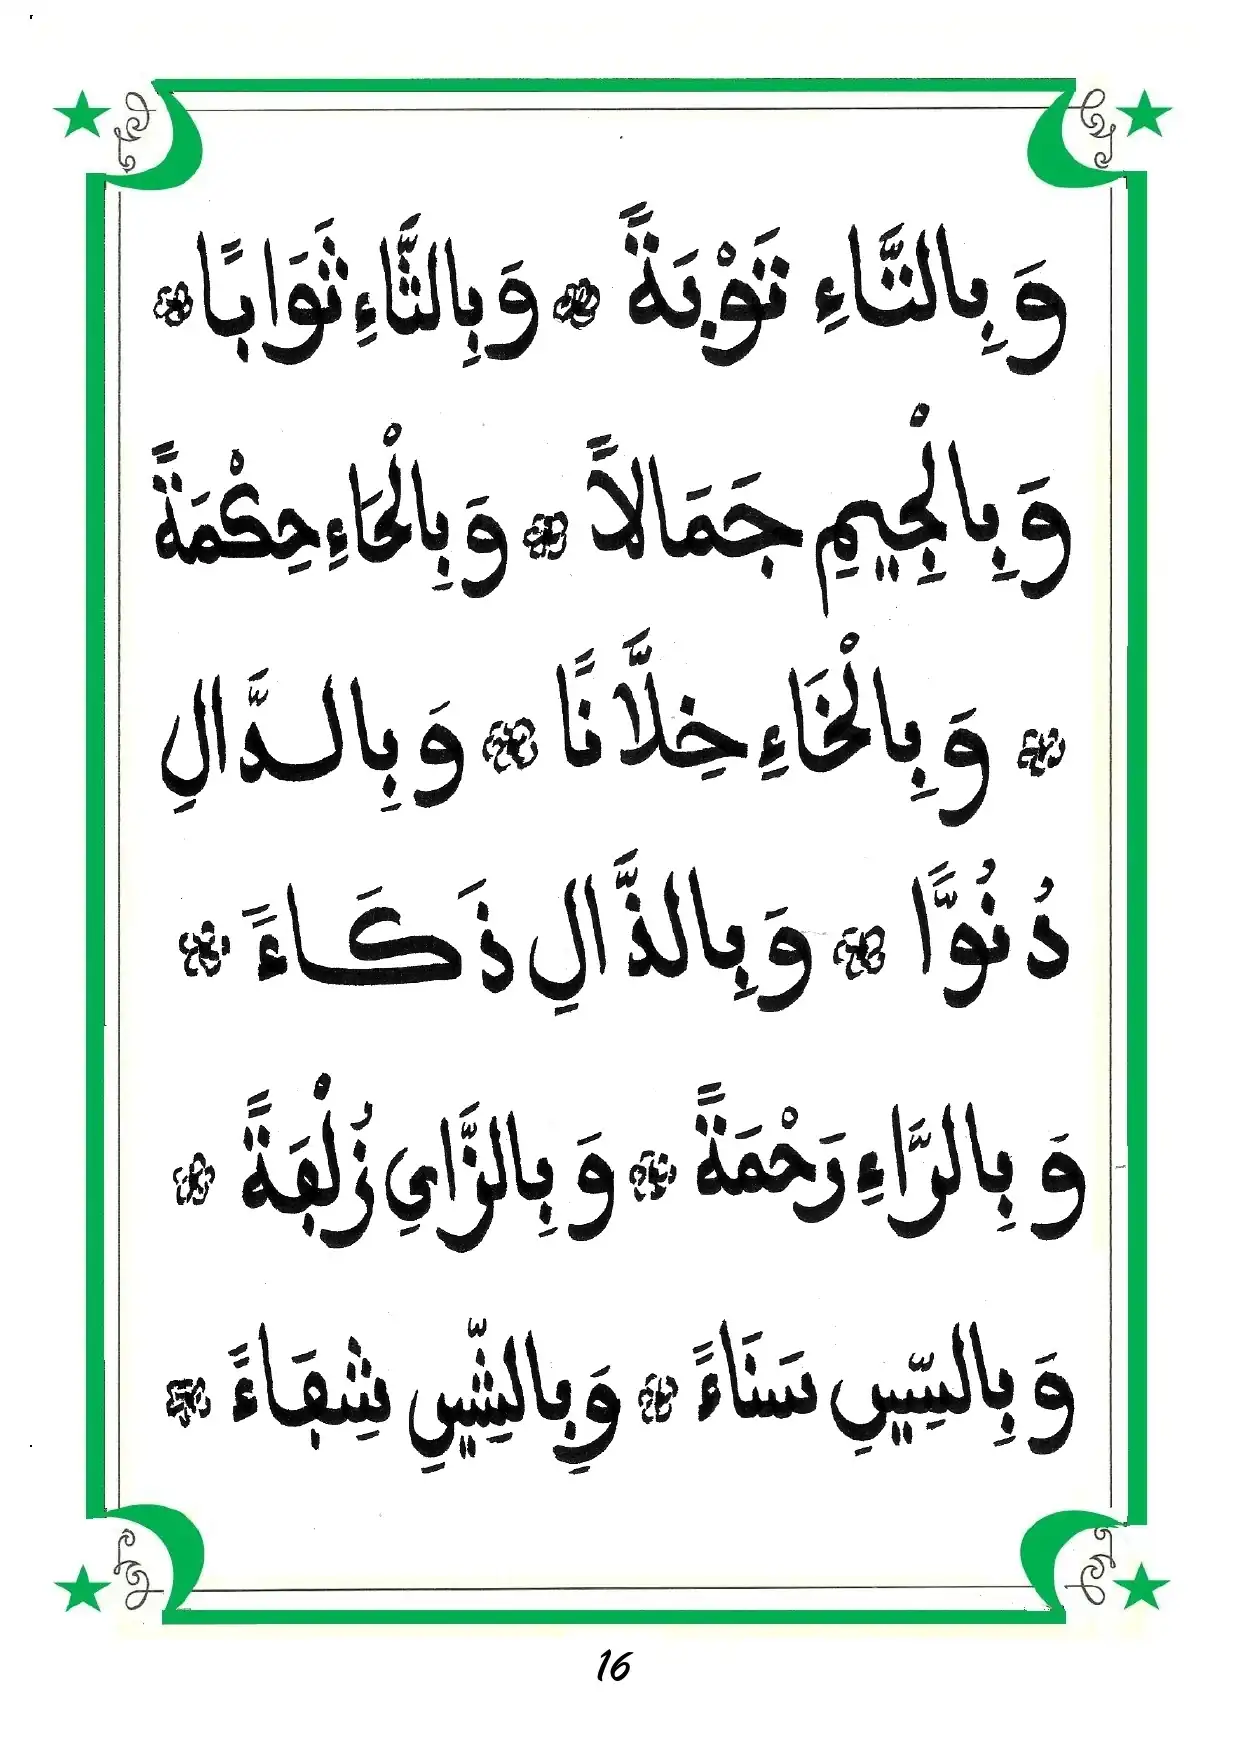 وَبِالتَّاءِ تَوْبَةً ❁ وَبِالثَّاءِ ثَوَابًا ❁
وَبِالْجِيمِ جَمَالاً ❁ وَبِالْحَاءِ حِكْمَةً
❁ وَبِالْخَاءِ خِلَّانًا ❁ وَبِالدَّالِ
دُنُوًّا ❁ وَبِالذَّالِ ذَكَاءً ❁
وَبِالرَّاءِ رَحْمَةً ❁ وَبِالزَّايِ زُلْفَةً ❁
وَبِالسِّينِ سَنَاءً ❁ وَبِالشِّينِ شِفَاءً ❁
16